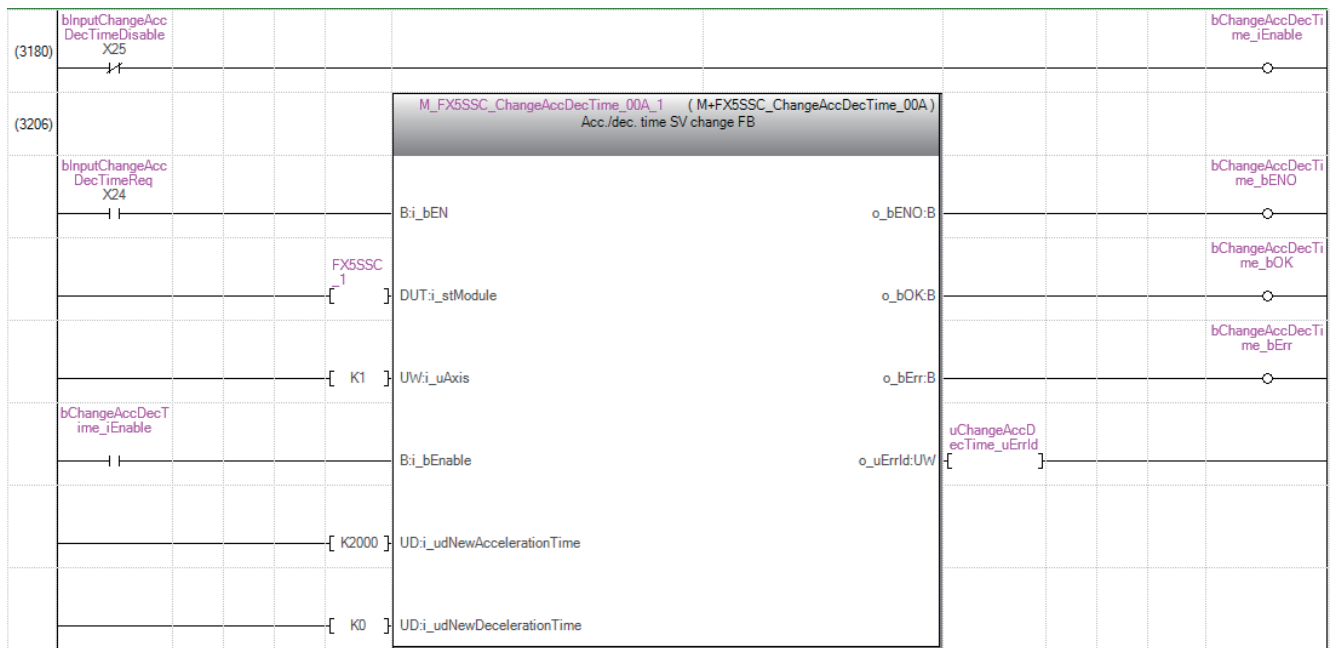 bInputChangeAcc
DecTimeDisable
X25
bChangeAccDecTi
me_iEnable
(3180)
M_FX5SSC_ChangeAccDecTime_00A_1 (M+FX5SSC_ChangeAccDecTime_00A)
Acc./dec. time SV change FB
(3206)
bInputChangeAcc
DecTimeReq
X24
bChangeAccDecTi
me_bENO
B:i_bEN
o_bENO:B
FX5SSC
_1
bChangeAccDecTi
me_bOK
DUT:i_stModule
o_bOK:B
bChangeAccDecTi
me_bErr
K1
UW:i_uAxis
o_bErr:B
bChangeAccDecT
ime_iEnable
uChangeAccD
ecTime_uErrId
B:i_bEnable
o_uErrId:UW
K2000
UD:i_udNewAccelerationTime
K0
UD:i_udNewDecelerationTime